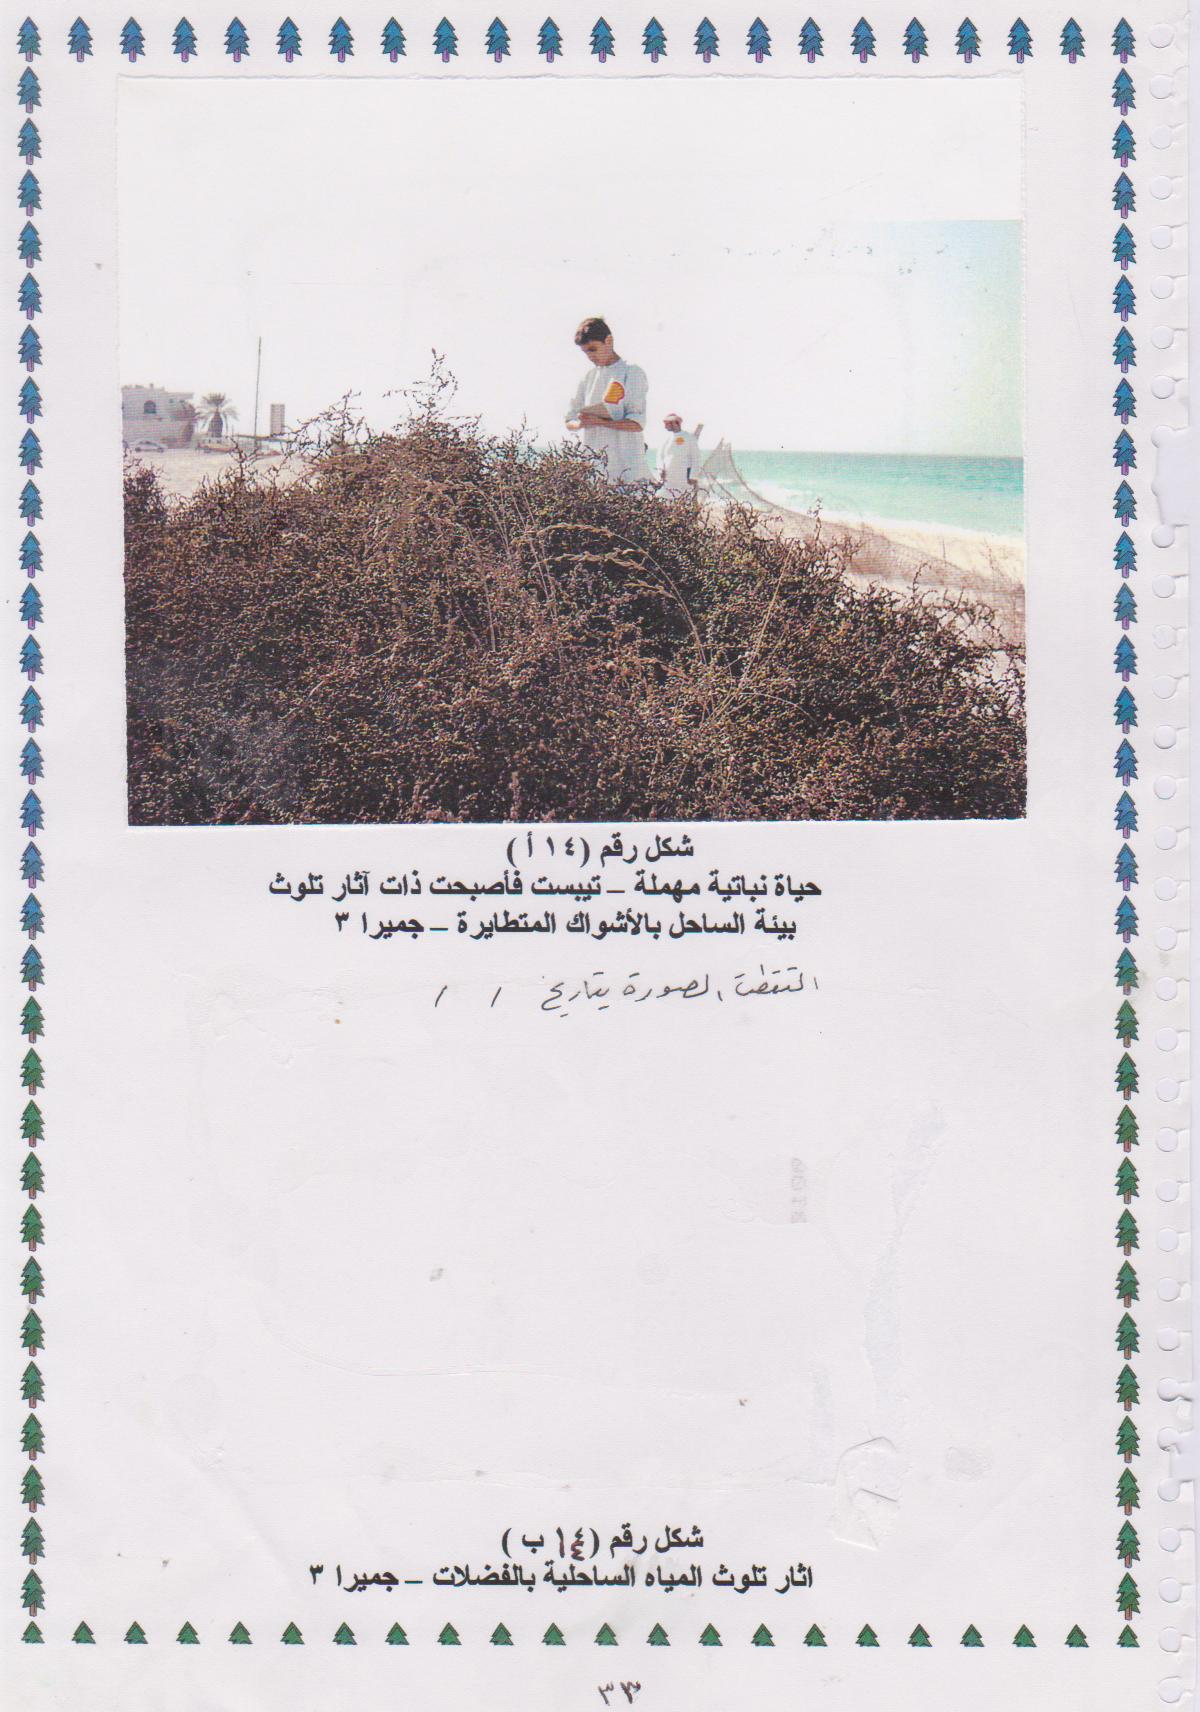 شكل رقم (١٤ أ)
حياة نباتية مهملة – تيبست فأصبحت ذات آثار تلوث
بيئة الساحل بالأشواك المتطايرة – جميرا ٣
التقطت الصورة بتاريخ / /
شكل رقم (١٤ ب)
اثار تلوث المياه الساحلية بالفضلات – جميرا ٣
٣٣